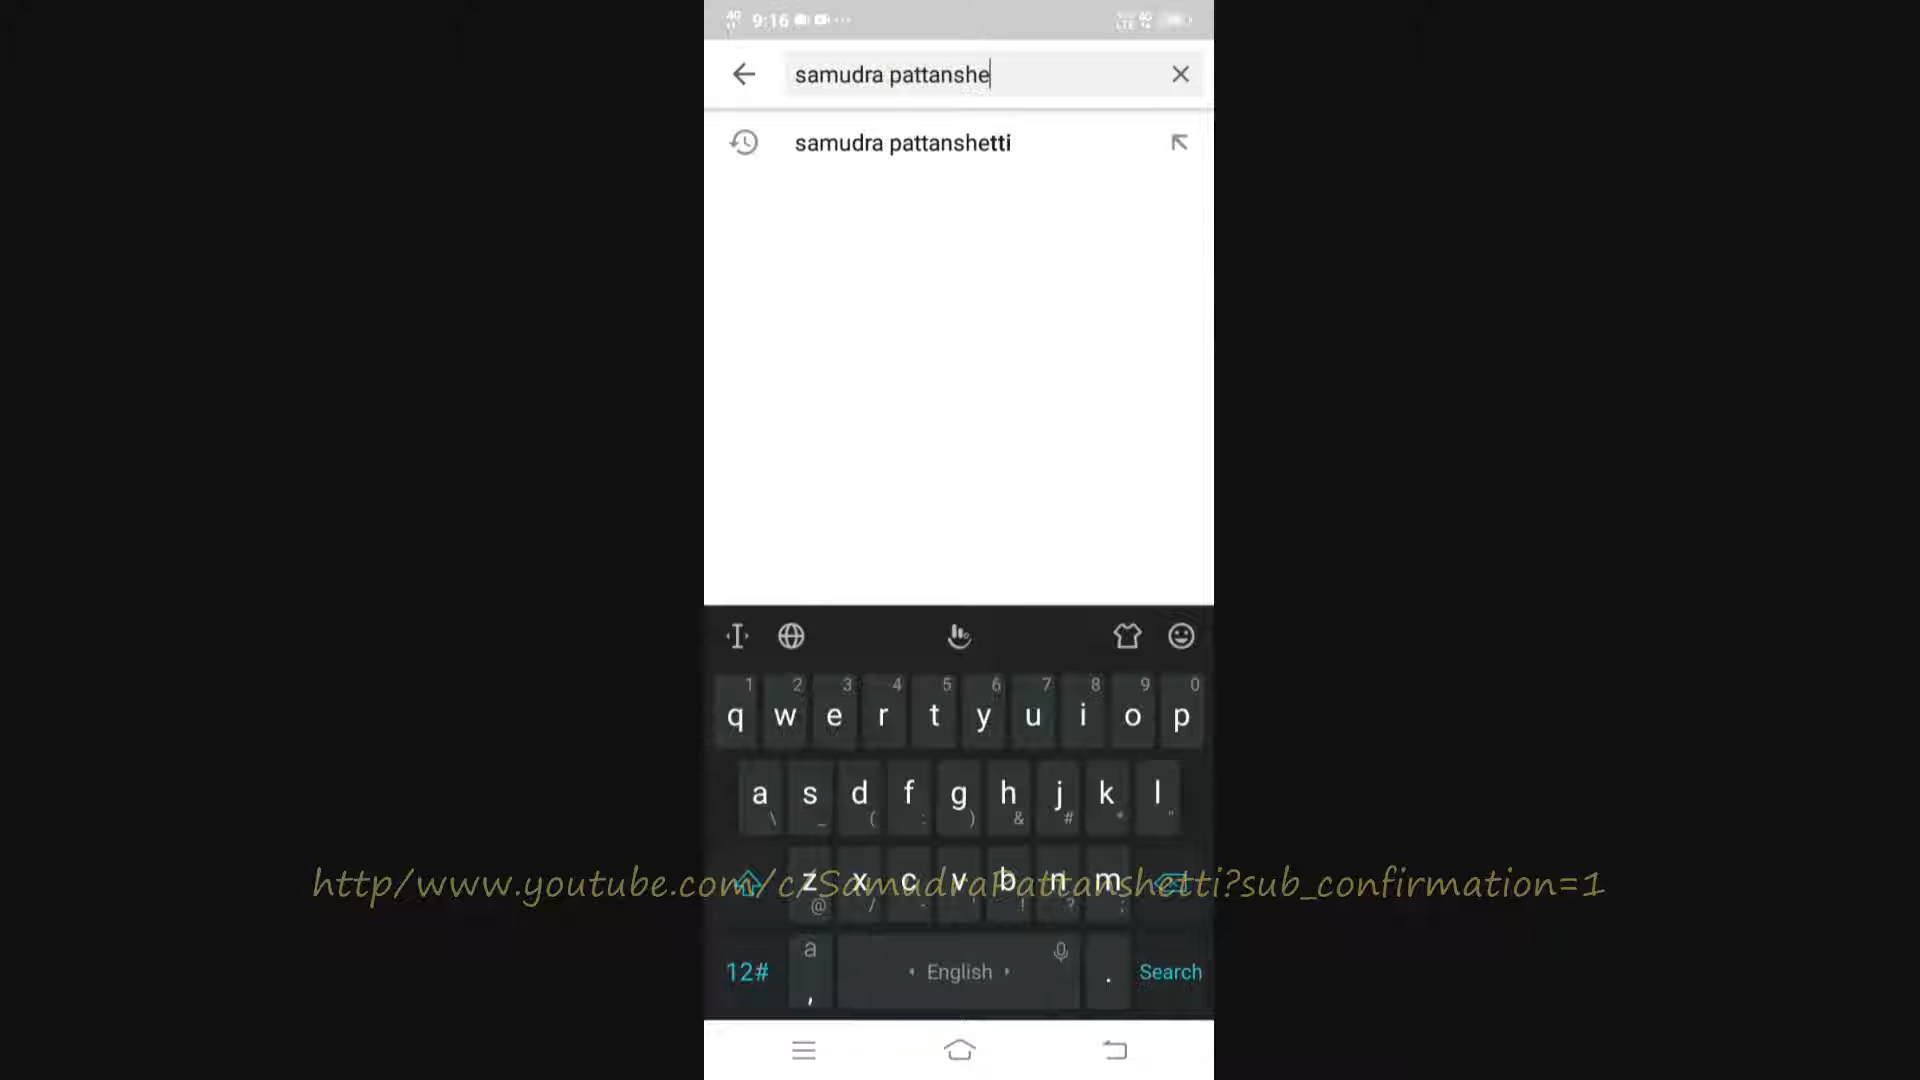 9:16
samudra pattanshe
samudra pattanshetti
1 2 3 4 5 6 7 8 9 0
q w e r t y u i o p
a s d f g h j k l
\ _ ( : ) & # * "
z x c v b n m
http/www.youtube.com/c/SamudraPattanshetti?sub_confirmation=1
@ / - ' ! ? ;
12# a , English . Search